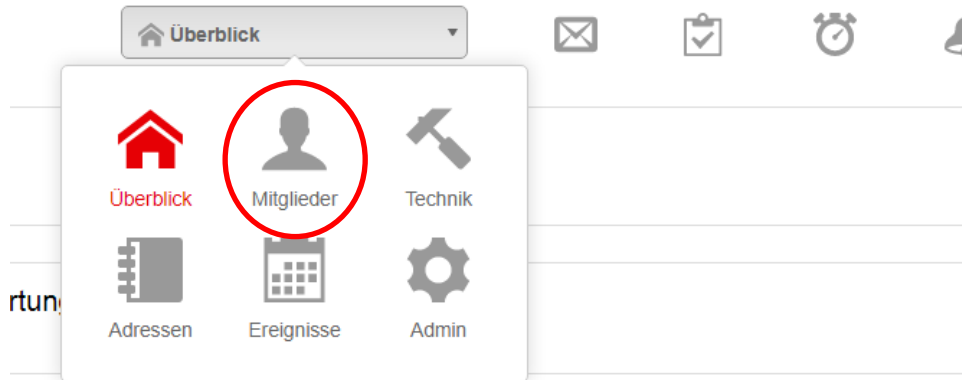 Überblick
Überblick Mitglieder Technik
rtung
Adressen Ereignisse Admin